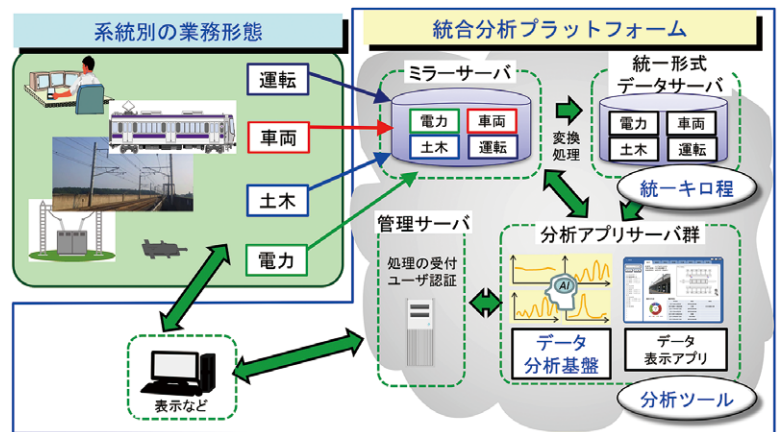 系統別の業務形態
運転
車両
土木
電力
表示など
統合分析プラットフォーム
ミラーサーバ
電力
車両
土木
運転
変換
処理
統一形式
データサーバ
電力
車両
土木
運転
統一キロ程
管理サーバ
処理の受付
ユーザ認証
分析アプリサーバ群
AI
データ
分析基盤
データ
表示アプリ
分析ツール